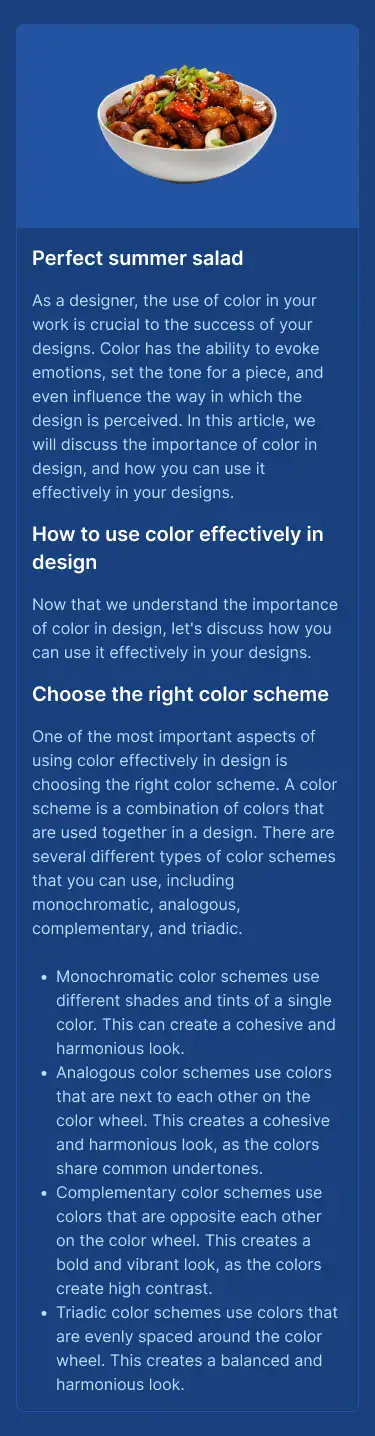 Perfect summer salad
As a designer, the use of color in your
work is crucial to the success of your
designs. Color has the ability to evoke
emotions, set the tone for a piece, and
even influence the way in which the
design is perceived. In this article, we
will discuss the importance of color in
design, and how you can use it
effectively in your designs.
How to use color effectively in
design
Now that we understand the importance
of color in design, let's discuss how you
can use it effectively in your designs.
Choose the right color scheme
One of the most important aspects of
using color effectively in design is
choosing the right color scheme. A color
scheme is a combination of colors that
are used together in a design. There are
several different types of color schemes
that you can use, including
monochromatic, analogous,
complementary, and triadic.
• Monochromatic color schemes use
different shades and tints of a single
color. This can create a cohesive and
harmonious look.
• Analogous color schemes use colors
that are next to each other on the
color wheel. This creates a cohesive
and harmonious look, as the colors
share common undertones.
• Complementary color schemes use
colors that are opposite each other
on the color wheel. This creates a
bold and vibrant look, as the colors
create high contrast.
• Triadic color schemes use colors that
are evenly spaced around the color
wheel. This creates a balanced and
harmonious look.